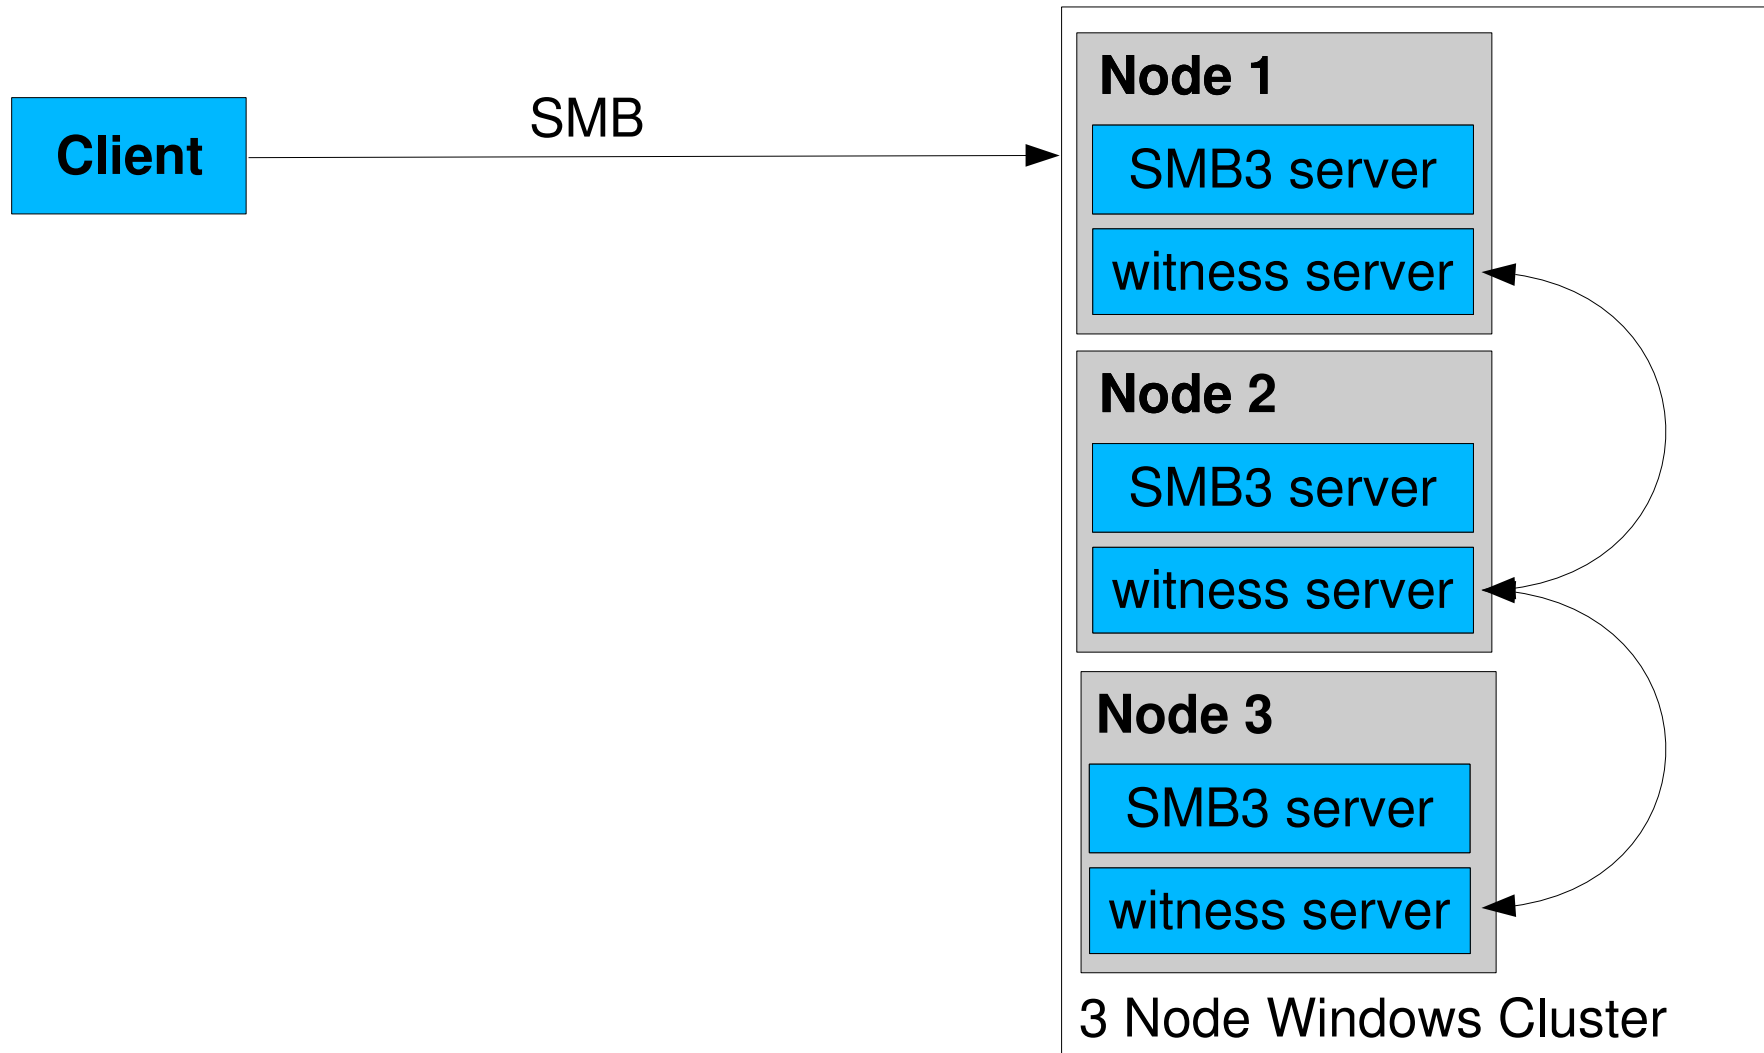 Client
SMB
Node 1
SMB3 server
witness server
Node 2
SMB3 server
witness server
Node 3
SMB3 server
witness server
3 Node Windows Cluster